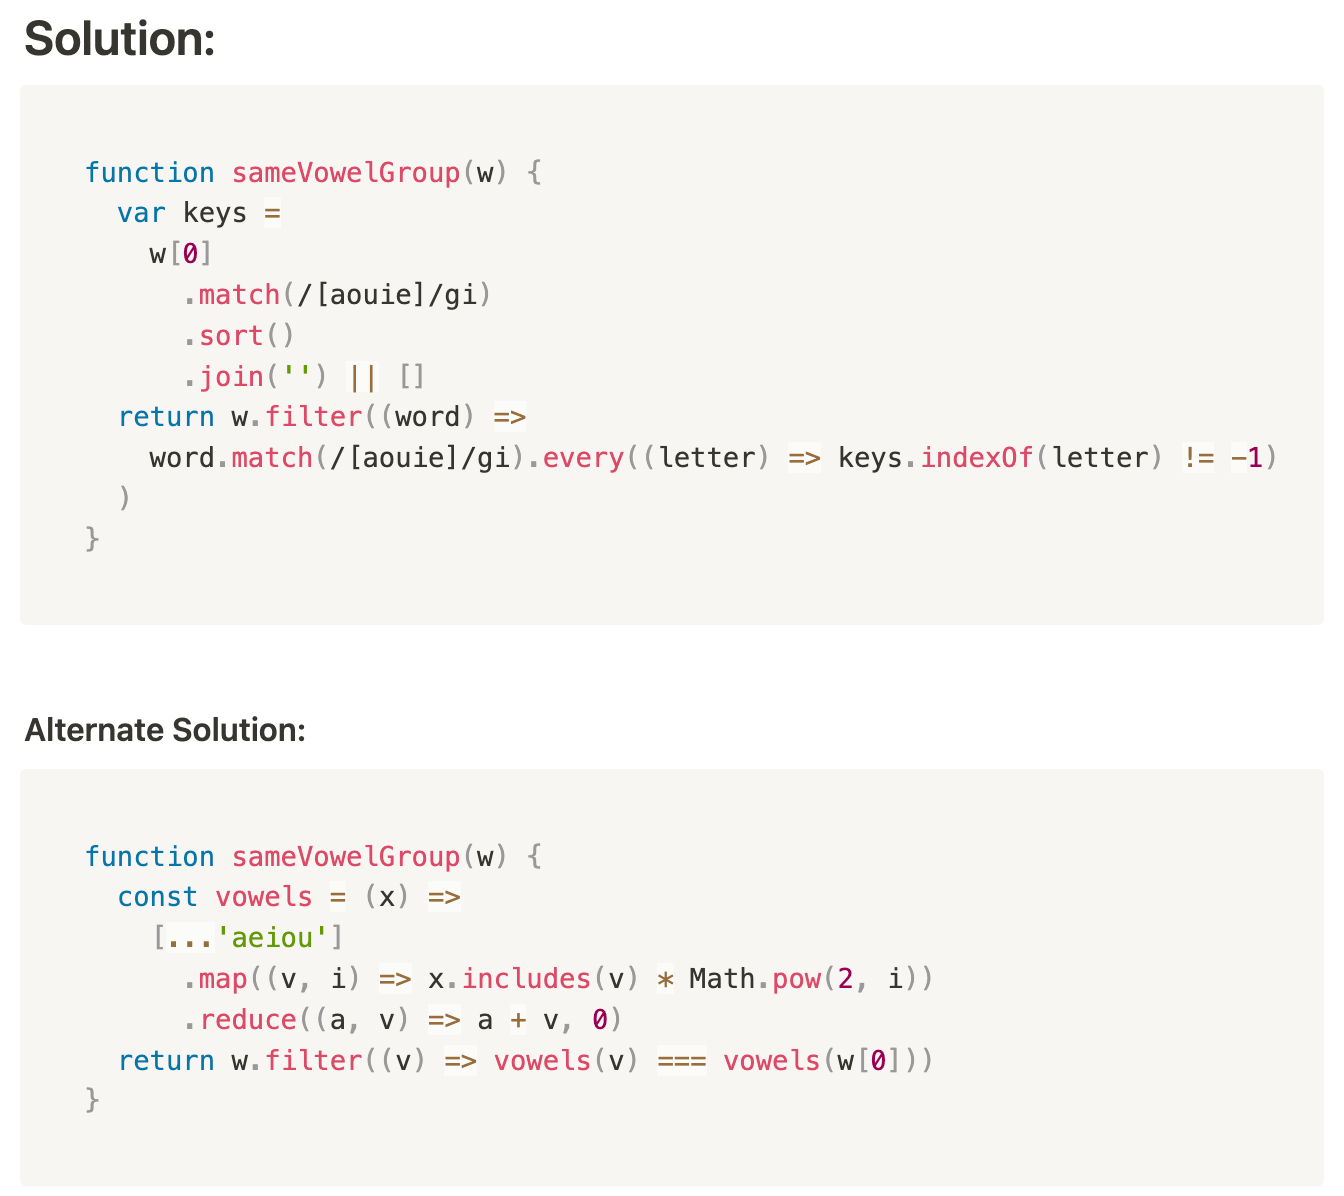 Solution:
function sameVowelGroup(w) {
  var keys =
    w[0]
      .match(/[aouie]/gi)
      .sort()
      .join('') || []
  return w.filter((word) =>
    word.match(/[aouie]/gi).every((letter) => keys.indexOf(letter) != -1)
  )
}
Alternate Solution:
function sameVowelGroup(w) {
  const vowels = (x) =>
    [...'aeiou']
      .map((v, i) => x.includes(v) * Math.pow(2, i))
      .reduce((a, v) => a + v, 0)
  return w.filter((v) => vowels(v) === vowels(w[0]))
}